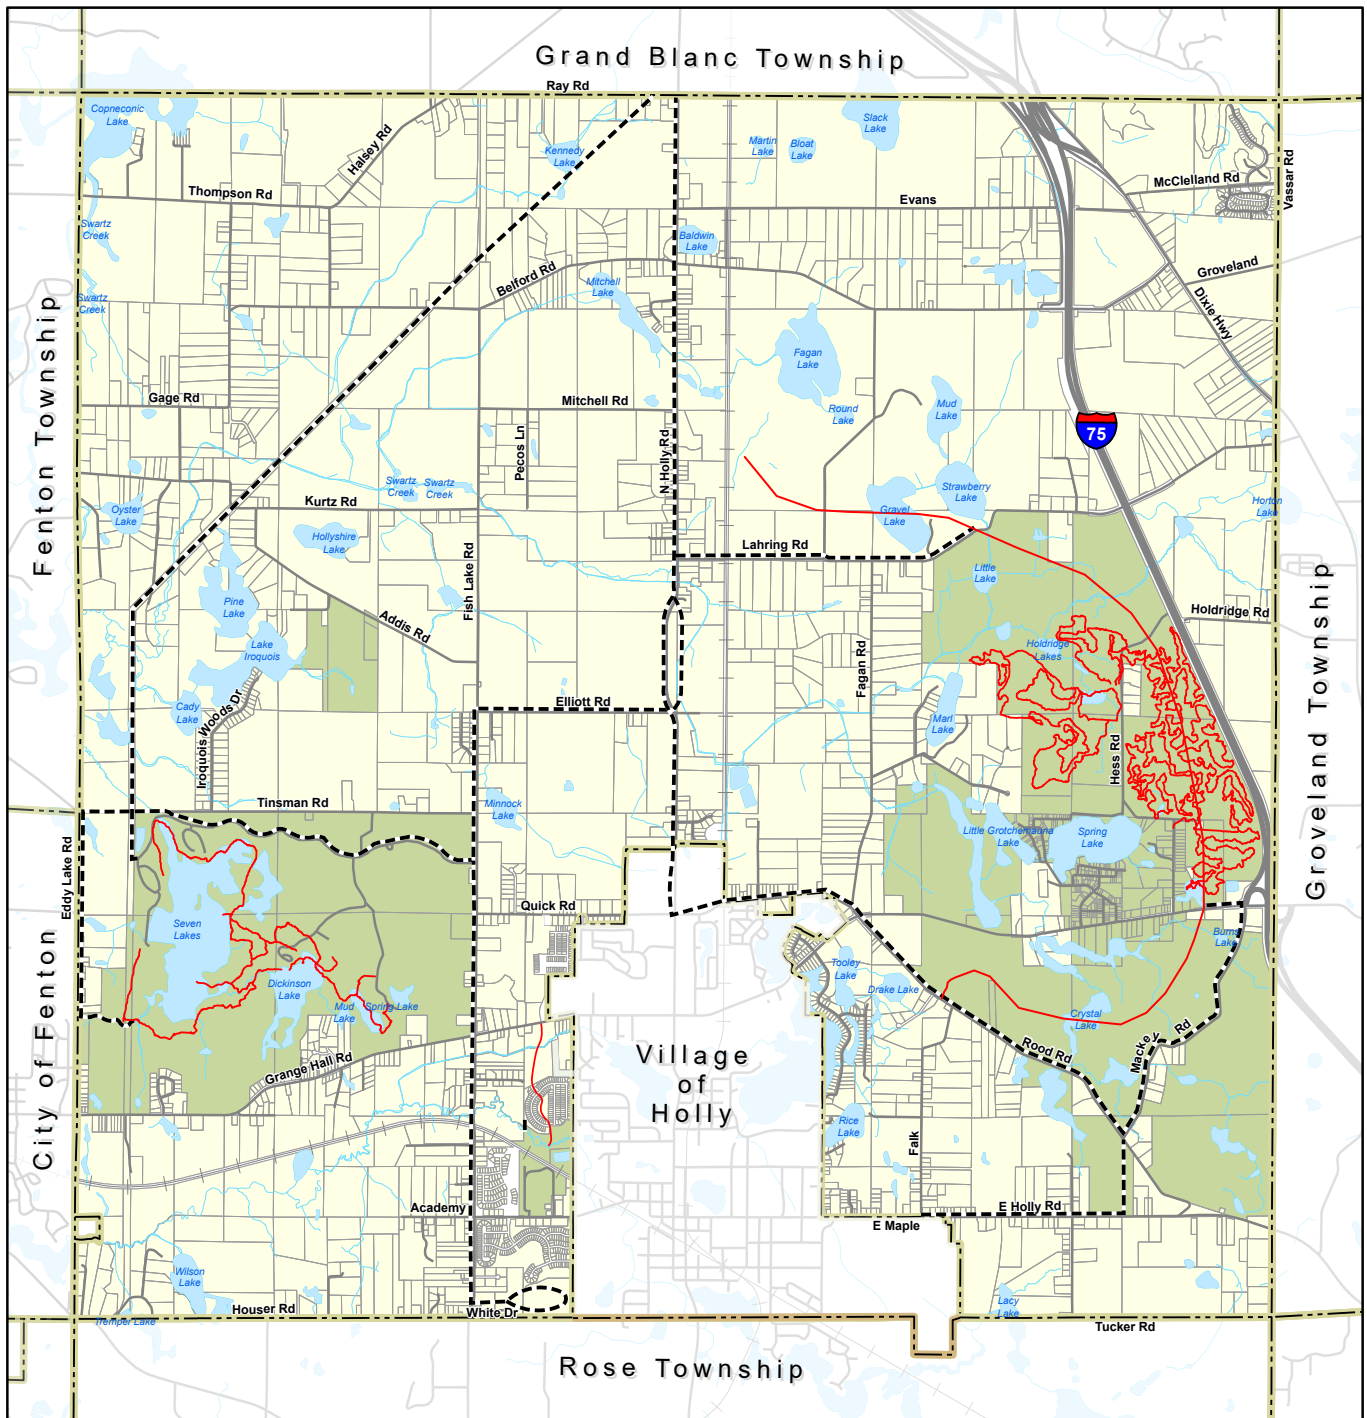 Grand Blanc Township
Ray Rd
Copneconic
Lake
Halsey Rd
Kennedy
Lake
Martin
Lake
Bloat
Lake
Slack
Lake
Vassar Rd
McClelland Rd
Thompson Rd
Evans
Swartz
Creek
Baldwin
Lake
Groveland
Belford Rd
Mitchell
Lake
Swartz
Creek
Dixie Hwy
Fenton Township
Fagan
Lake
Gage Rd
Mitchell Rd
Round
Lake
Mud
Lake
75
Pecos Ln
N Holly Rd
Swartz
Creek
Swartz
Creek
Strawberry
Lake
Kurtz Rd
Oyster
Lake
Gravel
Lake
Horton
Lake
Hollyshire
Lake
Lahring Rd
Little
Lake
Fish Lake Rd
Pine
Lake
Addis Rd
Holdridge Rd
Lake
Iroquois
Holdridge
Lakes
Fagan Rd
Groveland Township
Cady
Lake
Iroquois Woods Dr
Elliott Rd
Marl
Lake
Hess Rd
Tinsman Rd
Minnock
Lake
Little Grotchemauna
Lake
Spring
Lake
Eddy Lake Rd
Quick Rd
Seven
Lakes
Burns
Lake
City of Fenton
Tooley
Lake
Dickinson
Lake
Drake Lake
Mud
Lake
Spring Lake
Crystal
Lake
Mackey Rd
Rood Rd
Village
of
Holly
Grange Hall Rd
Rice
Lake
Falk
Academy
E Holly Rd
E Maple
Wilson
Lake
Houser Rd
White Dr
Lacy
Lake
Tremper Lake
Tucker Rd
Rose Township